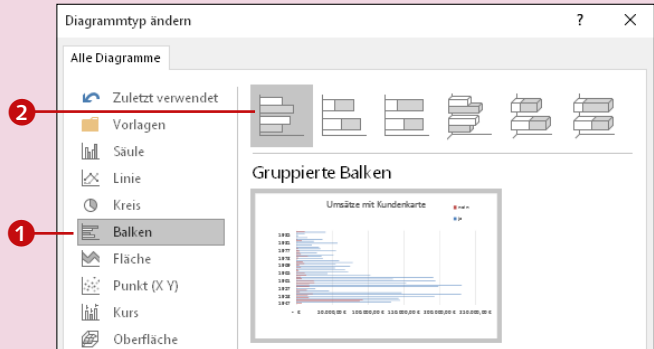 Diagrammtyp ändern ? ×
Alle Diagramme
Zuletzt verwendet
Vorlagen
Säule
Linie
Kreis
Balken
Fläche
Punkt (X Y)
Kurs
Oberfläche
2
1
Gruppierte Balken
Umsätze mit Kundenkarte
ja